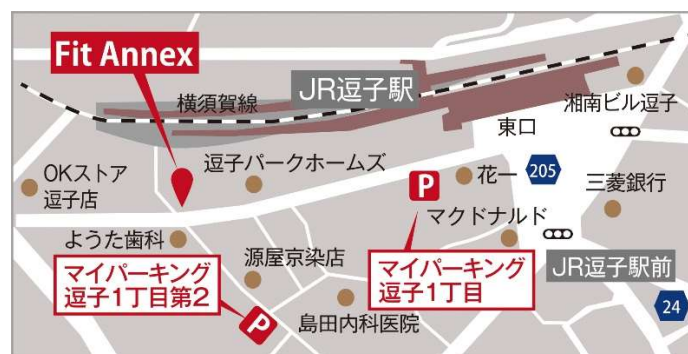 Fit Annex
JR逗子駅
横須賀線
湘南ビル逗子
東口
OKストア
逗子店
逗子パークホームズ
P
花一
205
三菱銀行
マクドナルド
ようた歯科
源屋京染店
マイパーキング
逗子1丁目
JR逗子駅前
マイパーキング
逗子1丁目第2
P
島田内科医院
24